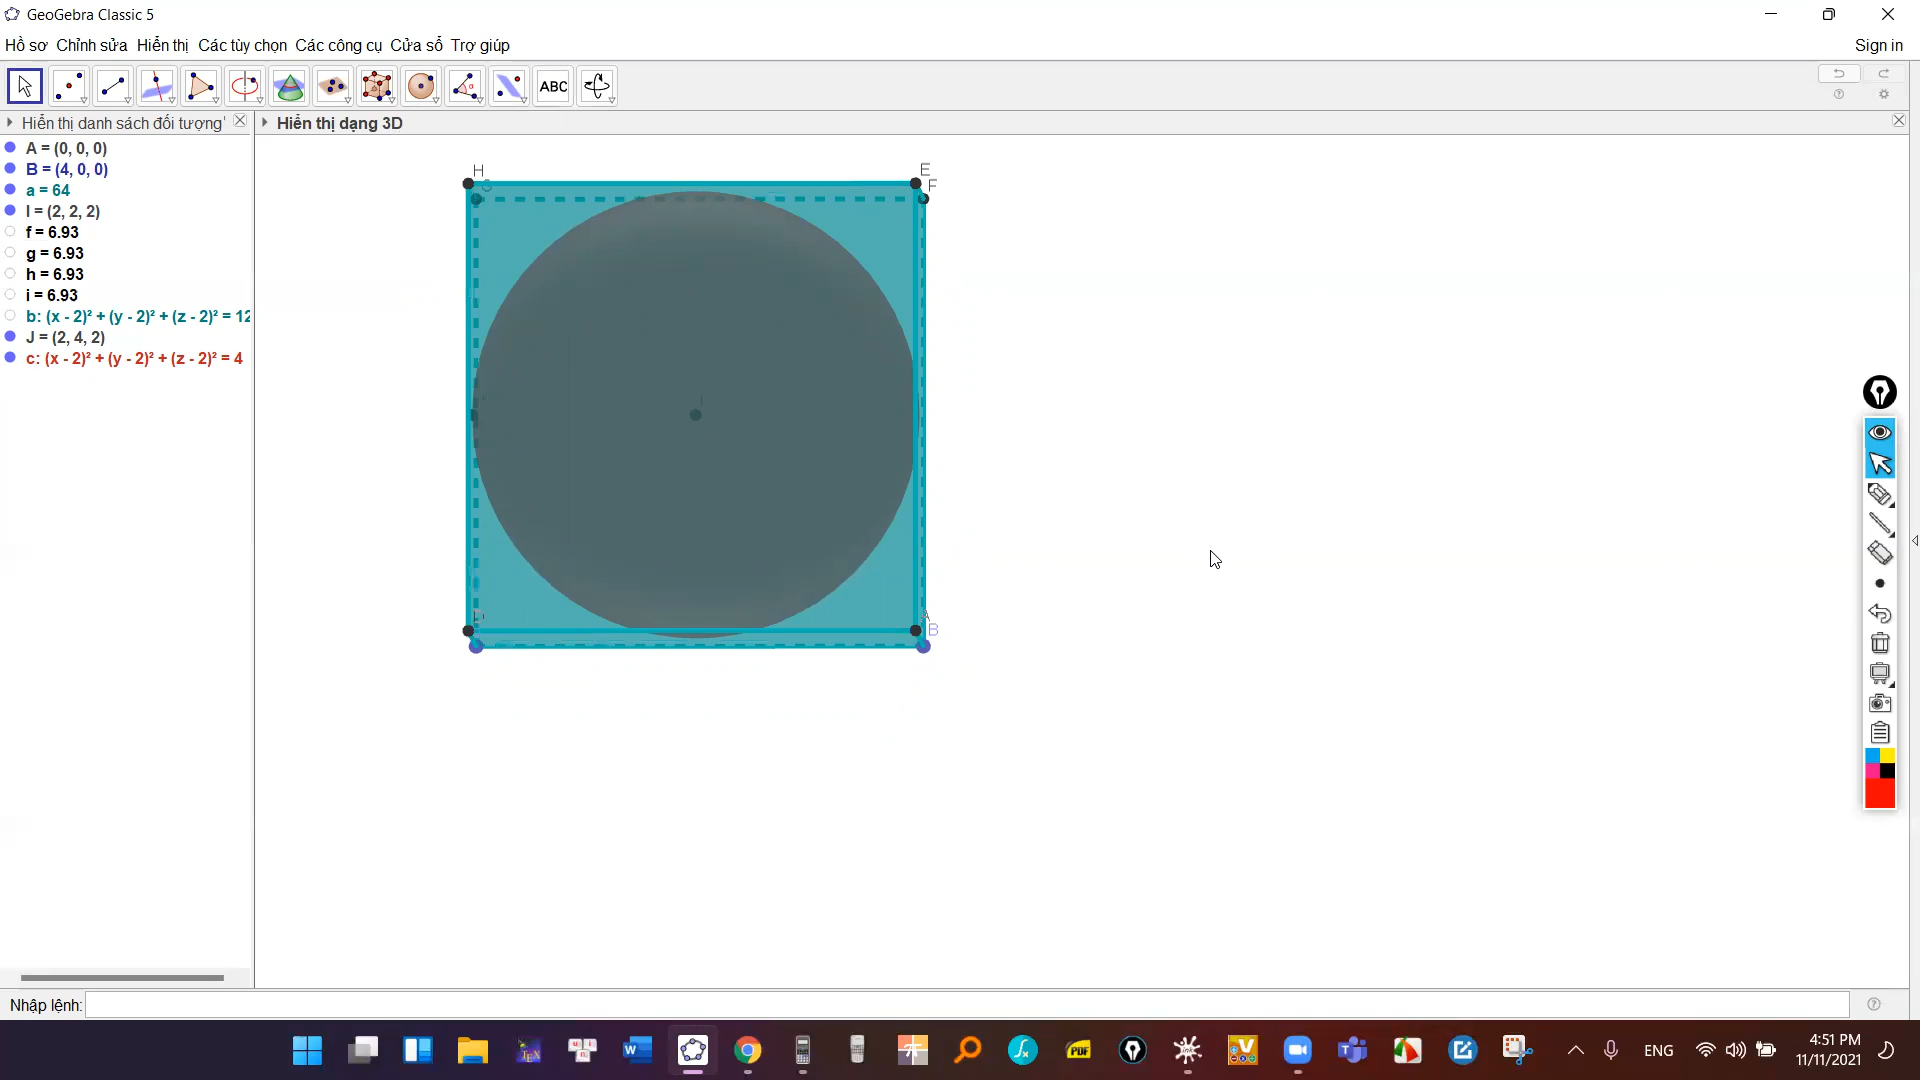 GeoGebra Classic 5
Hồ sơ Chỉnh sửa Hiển thị Các tùy chọn Các công cụ Cửa sổ Trợ giúp
Sign in
ABC
Hiển thị danh sách đối tượng'
Hiển thị dạng 3D
A = (0, 0, 0)
B = (4, 0, 0)
a = 64
I = (2, 2, 2)
f = 6.93
g = 6.93
h = 6.93
i = 6.93
b: (x - 2)² + (y - 2)² + (z - 2)² = 12
J = (2, 4, 2)
c: (x - 2)² + (y - 2)² + (z - 2)² = 4
H
E
F
G
I
D
A
B
Nhập lệnh:
ENG
4:51 PM
11/11/2021